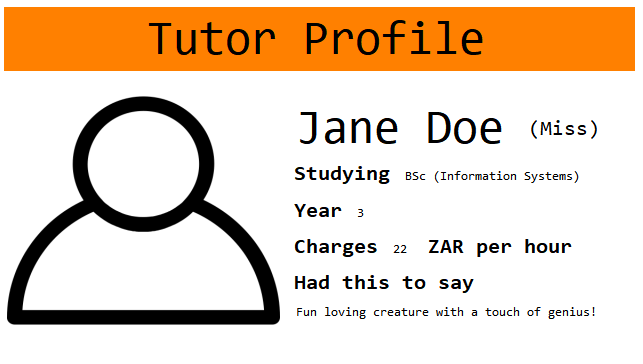 Tutor Profile
Jane Doe (Miss)
Studying BSc (Information Systems)
Year 3
Charges 22 ZAR per hour
Had this to say
Fun loving creature with a touch of genius!